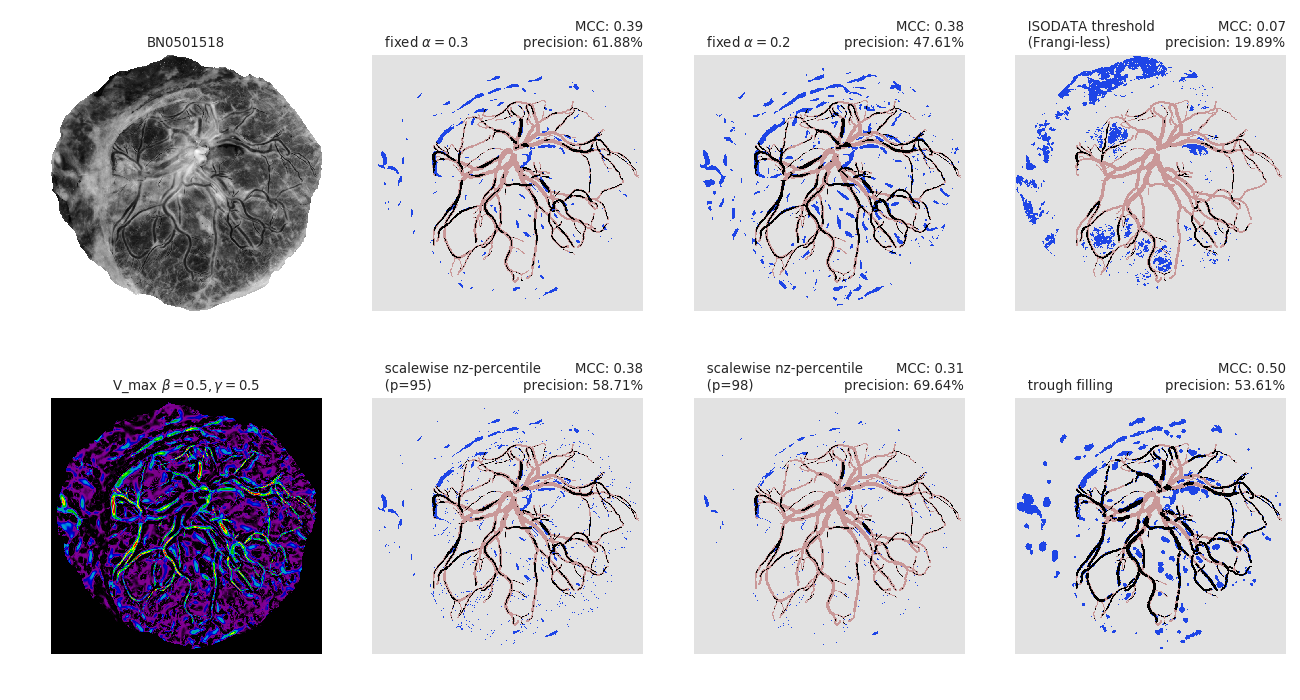 BN0501518
fixed α = 0.3
MCC: 0.39
precision: 61.88%
fixed α = 0.2
MCC: 0.38
precision: 47.61%
ISODATA threshold
(Frangi-less)
MCC: 0.07
precision: 19.89%
V_max β = 0.5, γ = 0.5
scalewise nz-percentile
(p=95)
MCC: 0.38
precision: 58.71%
scalewise nz-percentile
(p=98)
MCC: 0.31
precision: 69.64%
trough filling
MCC: 0.50
precision: 53.61%